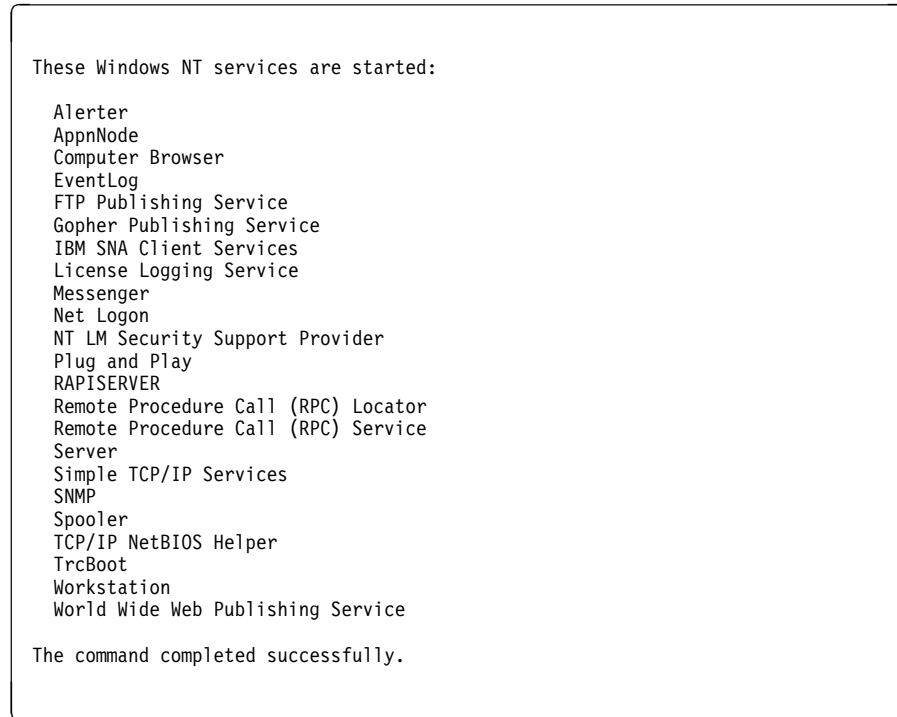 These Windows NT services are started:
Alerter
AppnNode
Computer Browser
EventLog
FTP Publishing Service
Gopher Publishing Service
IBM SNA Client Services
License Logging Service
Messenger
Net Logon
NT LM Security Support Provider
Plug and Play
RAPISERVER
Remote Procedure Call (RPC) Locator
Remote Procedure Call (RPC) Service
Server
Simple TCP/IP Services
SNMP
Spooler
TCP/IP NetBIOS Helper
TrcBoot
Workstation
World Wide Web Publishing Service
The command completed successfully.